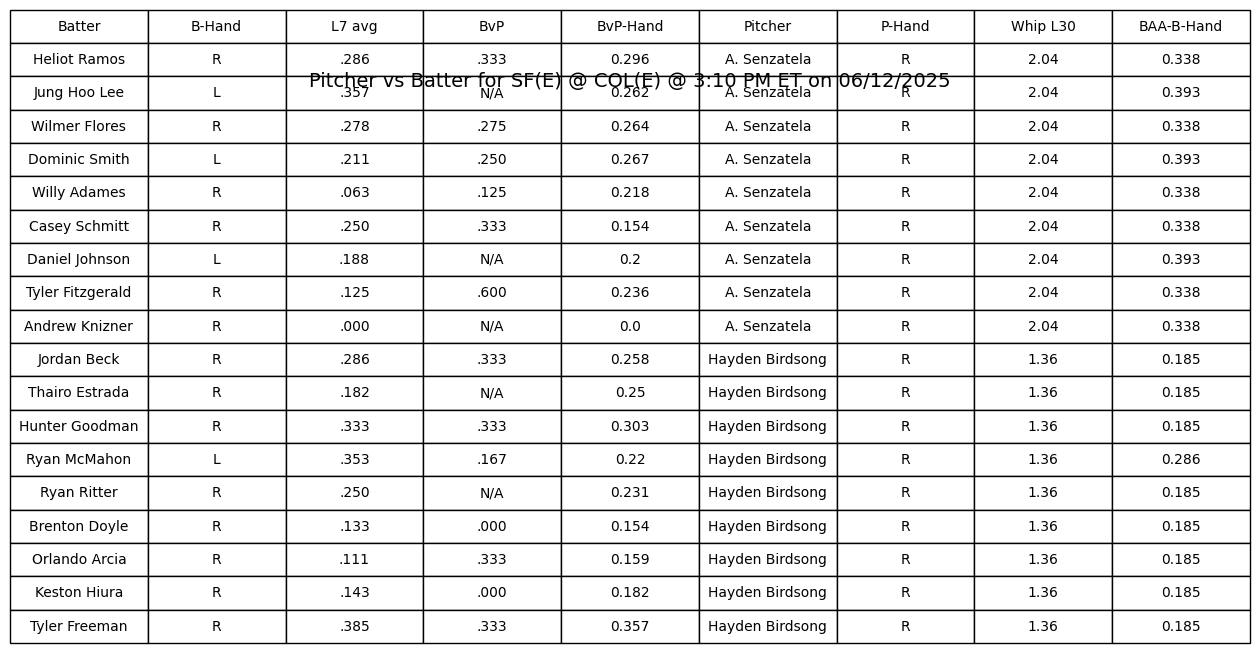 Batter B-Hand L7 avg BvP BvP-Hand Pitcher P-Hand Whip L30 BAA-B-Hand
Heliot Ramos R .286 .333 0.296 A. Senzatela R 2.04 0.338
Pitcher vs Batter for SF(E) @ COL(E) @ 3:10 PM ET on 06/12/2025
Jung Hoo Lee L .357 N/A 0.262 A. Senzatela R 2.04 0.393
Wilmer Flores R .278 .275 0.264 A. Senzatela R 2.04 0.338
Dominic Smith L .211 .250 0.267 A. Senzatela R 2.04 0.393
Willy Adames R .063 .125 0.218 A. Senzatela R 2.04 0.338
Casey Schmitt R .250 .333 0.154 A. Senzatela R 2.04 0.338
Daniel Johnson L .188 N/A 0.2 A. Senzatela R 2.04 0.393
Tyler Fitzgerald R .125 .600 0.236 A. Senzatela R 2.04 0.338
Andrew Knizner R .000 N/A 0.0 A. Senzatela R 2.04 0.338
Jordan Beck R .286 .333 0.258 Hayden Birdsong R 1.36 0.185
Thairo Estrada R .182 N/A 0.25 Hayden Birdsong R 1.36 0.185
Hunter Goodman R .333 .333 0.303 Hayden Birdsong R 1.36 0.185
Ryan McMahon L .353 .167 0.22 Hayden Birdsong R 1.36 0.286
Ryan Ritter R .250 N/A 0.231 Hayden Birdsong R 1.36 0.185
Brenton Doyle R .133 .000 0.154 Hayden Birdsong R 1.36 0.185
Orlando Arcia R .111 .333 0.159 Hayden Birdsong R 1.36 0.185
Keston Hiura R .143 .000 0.182 Hayden Birdsong R 1.36 0.185
Tyler Freeman R .385 .333 0.357 Hayden Birdsong R 1.36 0.185